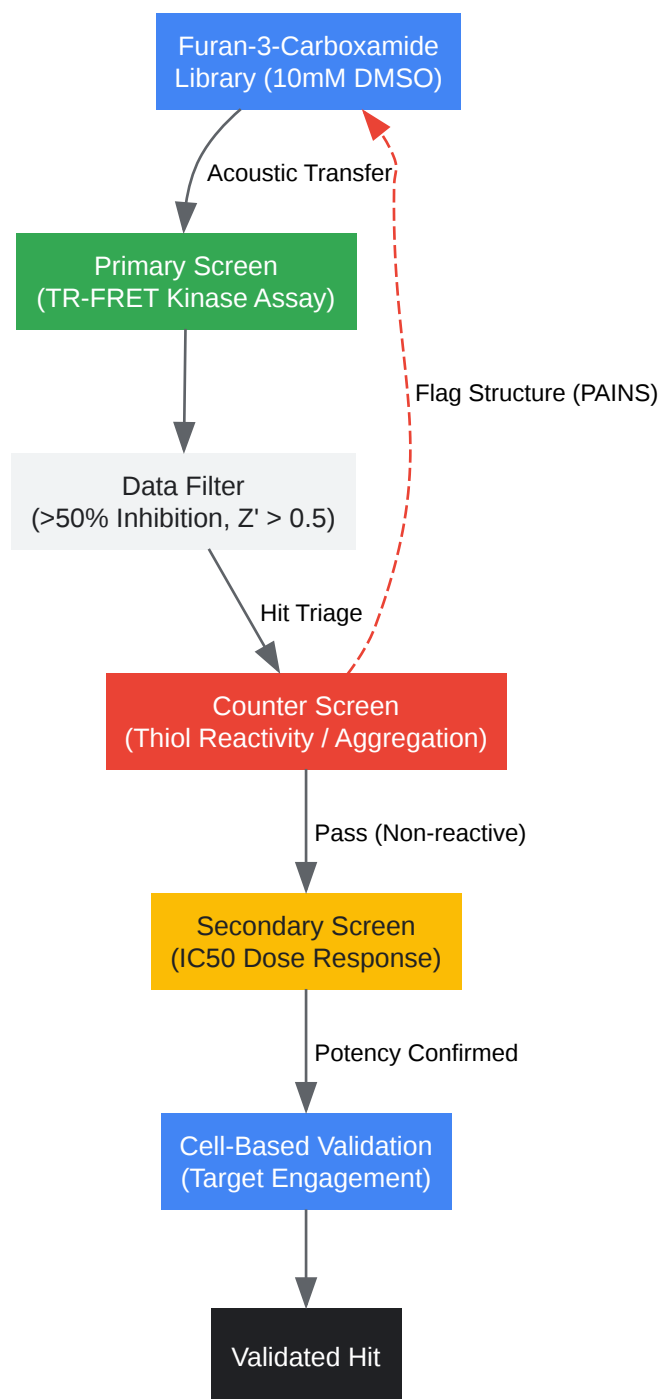 Furan-3-Carboxamide
Library (10mM DMSO)
Acoustic Transfer
Primary Screen
(TR-FRET Kinase Assay)
Flag Structure (PAINS)
Data Filter
(>50% Inhibition, Z' > 0.5)
Hit Triage
Counter Screen
(Thiol Reactivity / Aggregation)
Pass (Non-reactive)
Secondary Screen
(IC50 Dose Response)
Potency Confirmed
Cell-Based Validation
(Target Engagement)
Validated Hit